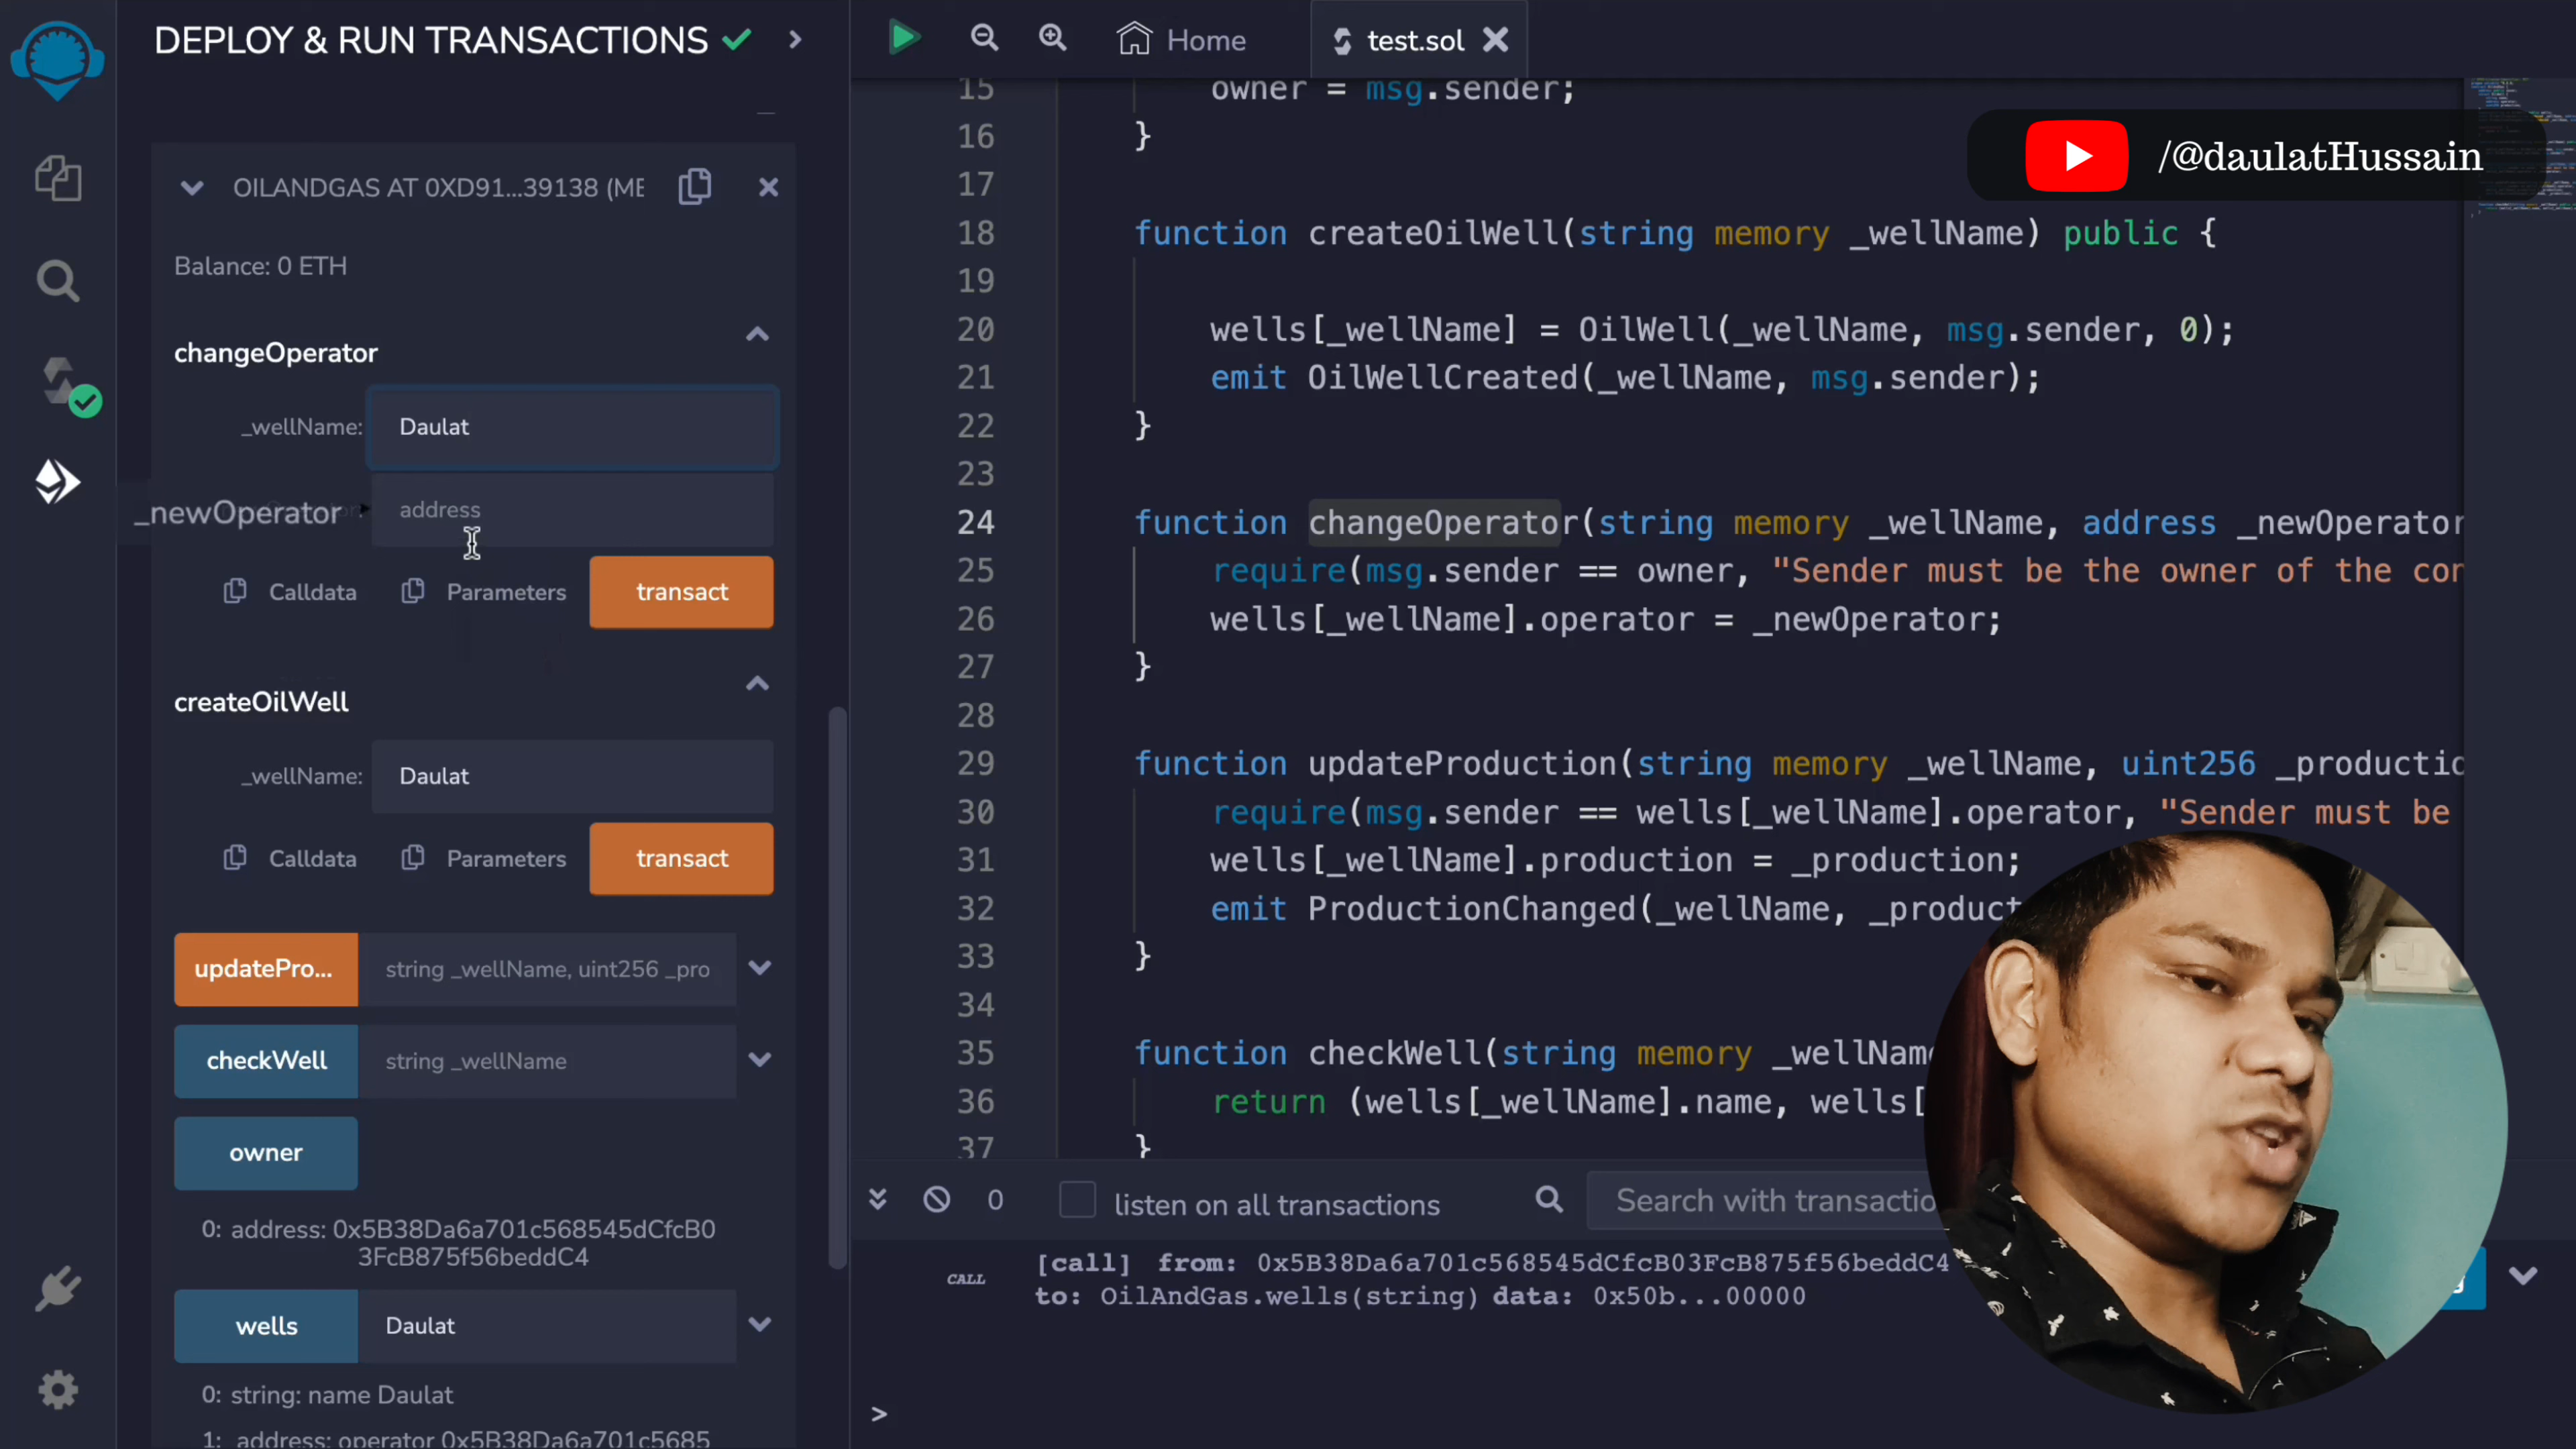 DEPLOY & RUN TRANSACTIONS
OILANDGAS AT 0XD91...39138 (ME
Balance: 0 ETH
changeOperator
_wellName: Daulat
_newOperator address
Calldata Parameters transact
createOilWell
_wellName: Daulat
Calldata Parameters transact
updatePro... string _wellName, uint256 _pro
checkWell string _wellName
owner
0: address: 0x5B38Da6a701c568545dCfcB0
3FcB875f56beddC4
wells Daulat
0: string: name Daulat
1: address: operator 0x5B38Da6a701c5685
Home test.sol
/@daulatHussain
15 owner = msg.sender;
16 }
17
18 function createOilWell(string memory _wellName) public {
19
20 wells[_wellName] = OilWell(_wellName, msg.sender, 0);
21 emit OilWellCreated(_wellName, msg.sender);
22 }
23
24 function changeOperator(string memory _wellName, address _newOperator
25 require(msg.sender == owner, "Sender must be the owner of the con
26 wells[_wellName].operator = _newOperator;
27 }
28
29 function updateProduction(string memory _wellName, uint256 _productio
30 require(msg.sender == wells[_wellName].operator, "Sender must be
31 wells[_wellName].production = _production;
32 emit ProductionChanged(_wellName, _product
33 }
34
35 function checkWell(string memory _wellName
36 return (wells[_wellName].name, wells[
37 }
0 listen on all transactions Search with transactio
CALL [call] from: 0x5B38Da6a701c568545dCfcB03FcB875f56beddC4
to: OilAndGas.wells(string) data: 0x50b...00000
>